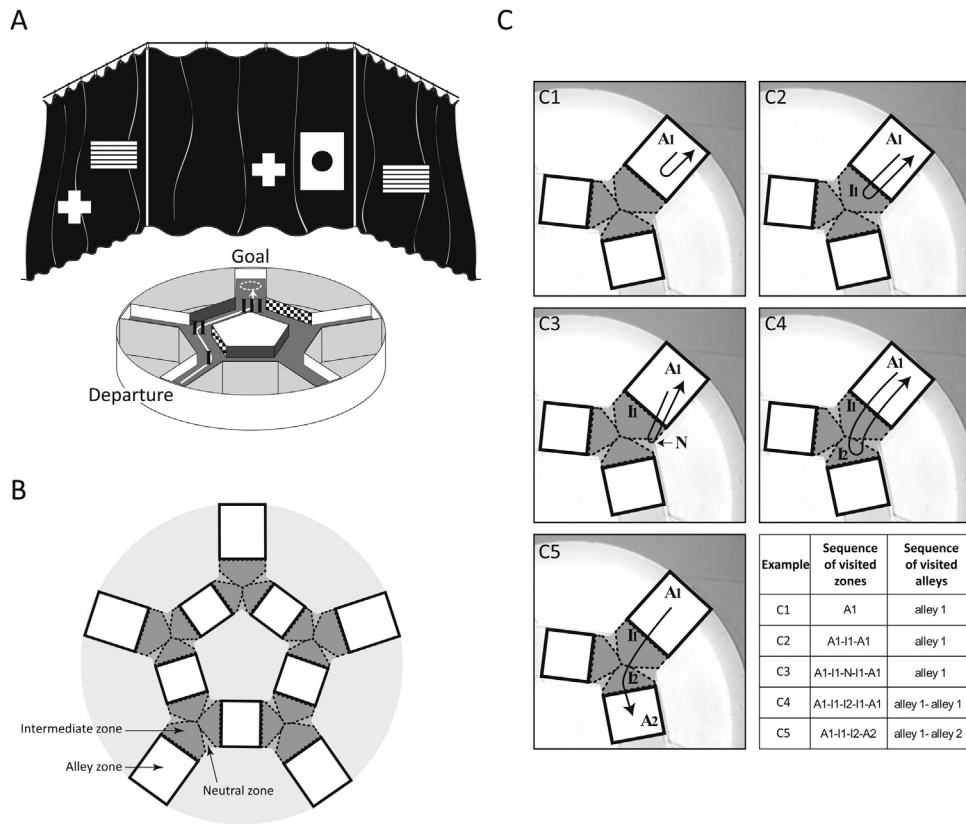 A
Goal
I
II
III
Departure
B
Intermediate zone
Alley zone
Neutral zone
C
C1
A1
C2
A1
I1
C3
A1
I1
N
C4
A1
I1
I2
C5
A1
I1
I2
A2
Example Sequence of visited zones Sequence of visited alleys
C1 A1 alley 1
C2 A1-I1-A1 alley 1
C3 A1-I1-N-I1-A1 alley 1
C4 A1-I1-I2-I1-A1 alley 1- alley 1
C5 A1-I1-I2-A2 alley 1- alley 2